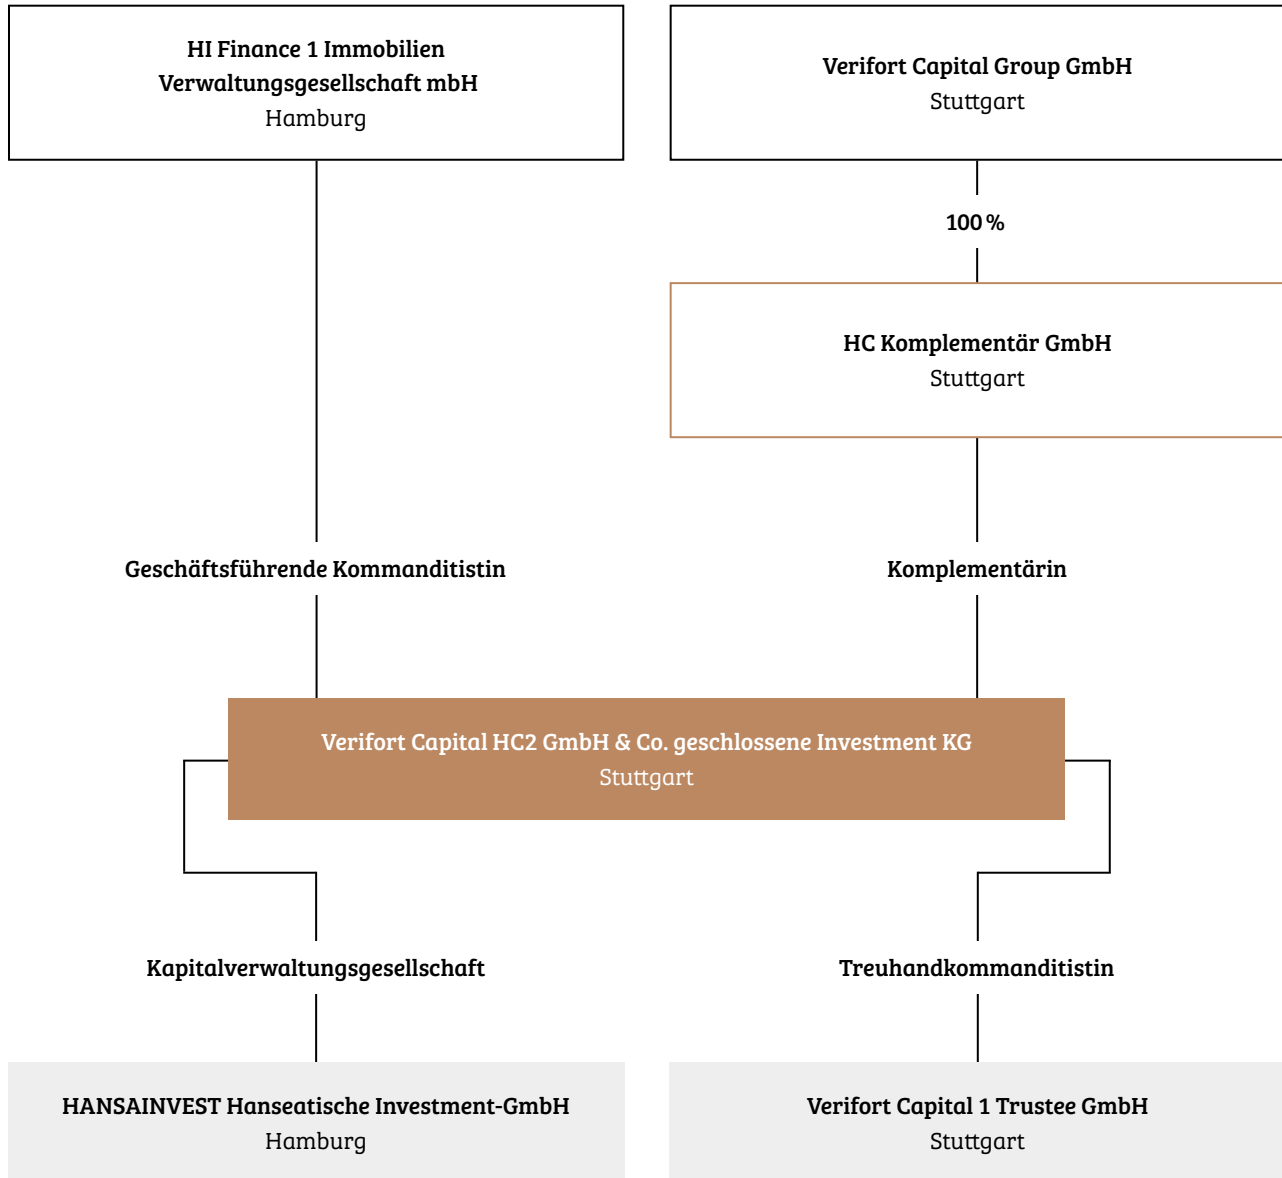 HI Finance 1 Immobilien
Verwaltungsgesellschaft mbH
Hamburg
Verifort Capital Group GmbH
Stuttgart
100 %
HC Komplementär GmbH
Stuttgart
Geschäftsführende Kommanditistin
Komplementärin
Verifort Capital HC2 GmbH & Co. geschlossene Investment KG
Stuttgart
Kapitalverwaltungsgesellschaft
Treuhandkommanditistin
HANSAINVEST Hanseatische Investment-GmbH
Hamburg
Verifort Capital 1 Trustee GmbH
Stuttgart